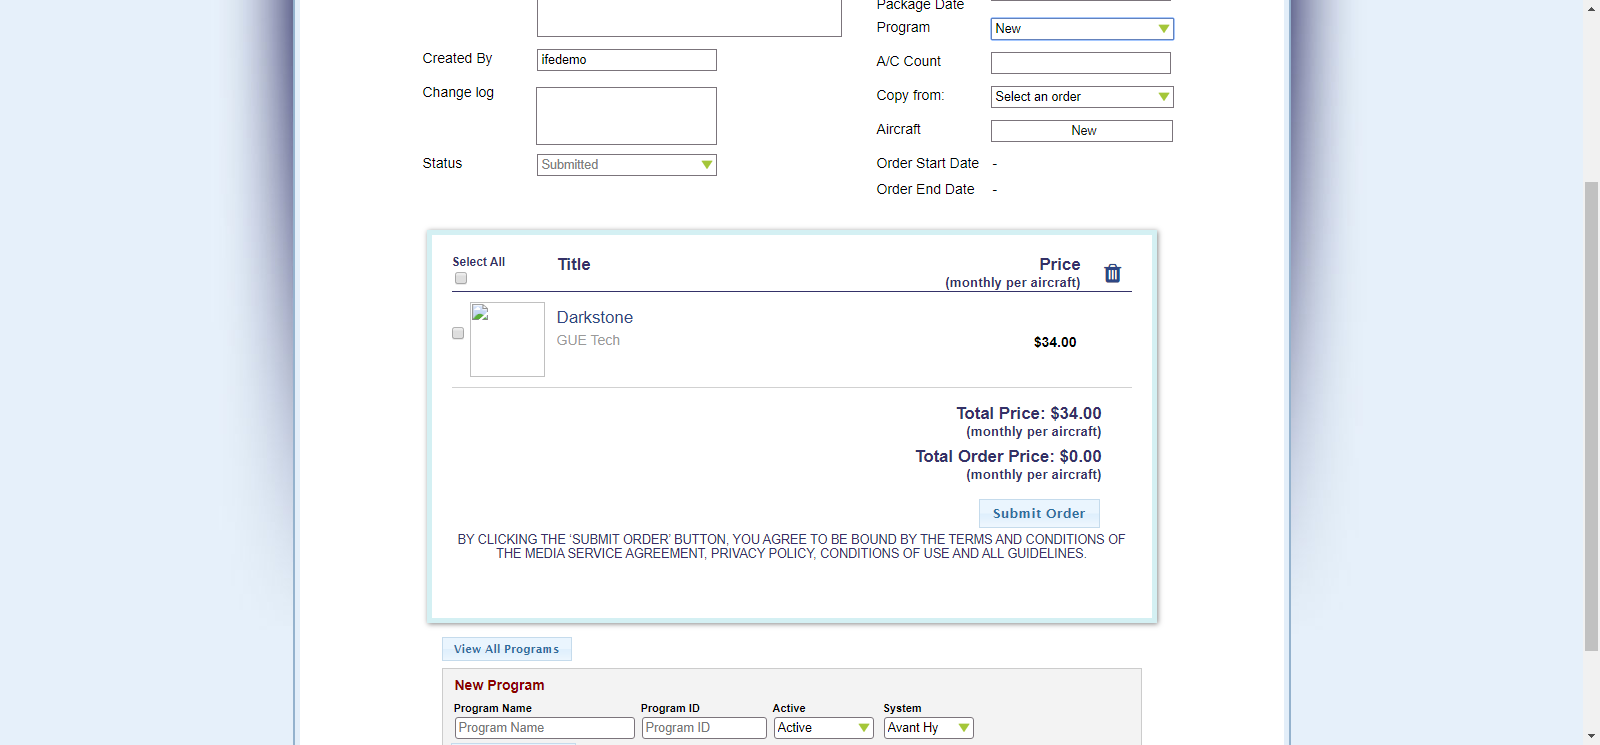 Package Date
Program
New
Created By
ifedemo
A/C Count
Change log
Copy from:
Select an order
Aircraft
New
Status
Submitted
Order Start Date -
Order End Date -
Select All
Title
Price
(monthly per aircraft)
Darkstone
GUE Tech
$34.00
Total Price: $34.00
(monthly per aircraft)
Total Order Price: $0.00
(monthly per aircraft)
Submit Order
BY CLICKING THE ‘SUBMIT ORDER’ BUTTON, YOU AGREE TO BE BOUND BY THE TERMS AND CONDITIONS OF
THE MEDIA SERVICE AGREEMENT, PRIVACY POLICY, CONDITIONS OF USE AND ALL GUIDELINES.
View All Programs
New Program
Program Name Program ID Active System
Program Name Program ID Active Avant Hy